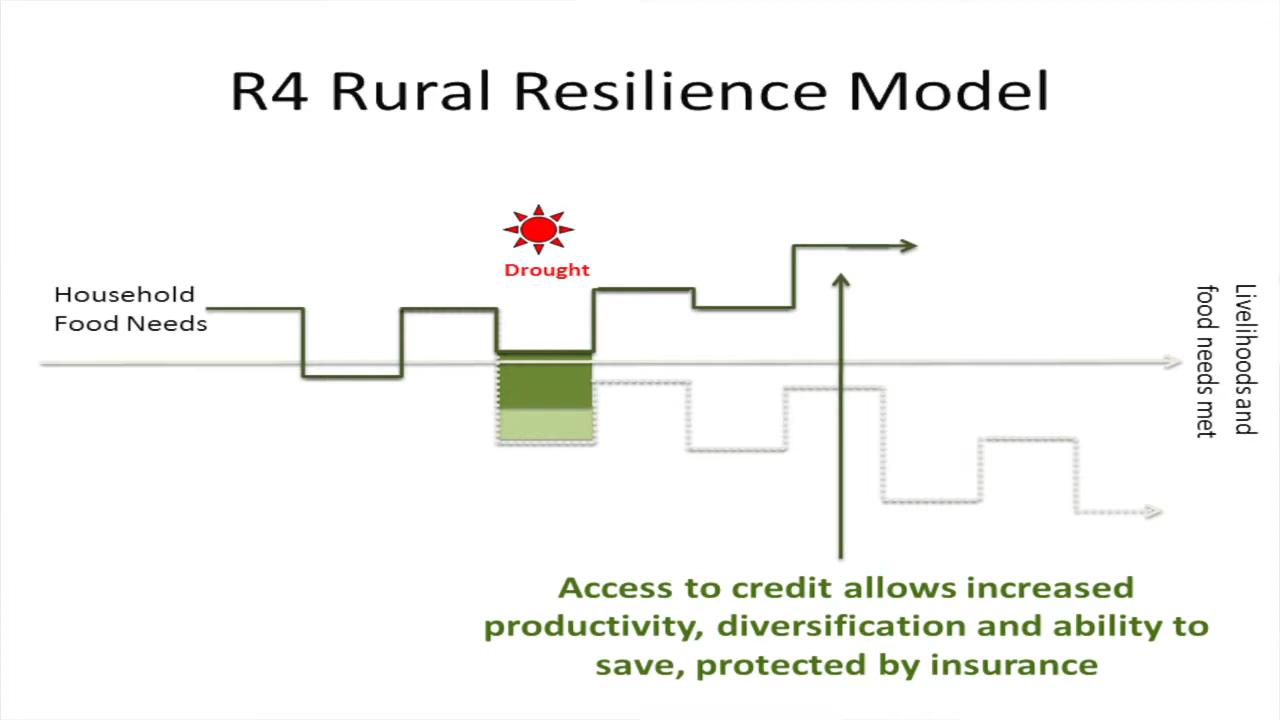 R4 Rural Resilience Model
Drought
Household
Food Needs
Livelihoods and
food needs met
Access to credit allows increased
productivity, diversification and ability to
save, protected by insurance